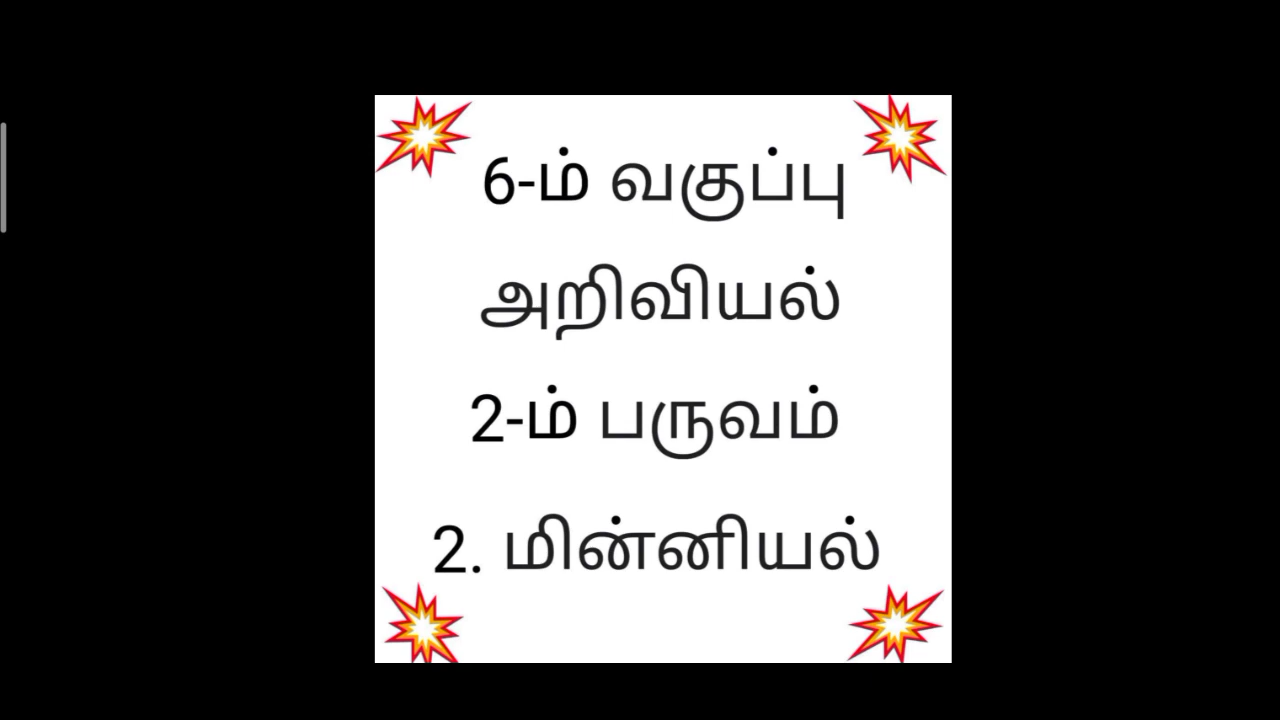 6-ம் வகுப்பு
அறிவியல்
2-ம் பருவம்
2. மின்னியல்